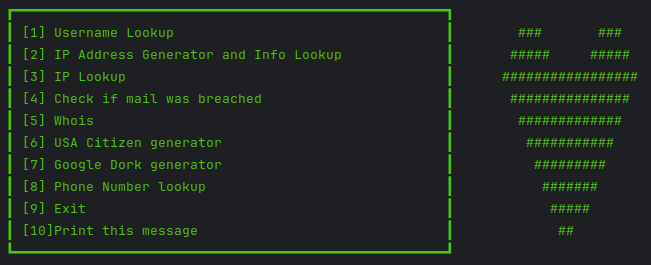 [1] Username Lookup ### ###
[2] IP Address Generator and Info Lookup ##### #####
[3] IP Lookup #################
[4] Check if mail was breached ###############
[5] Whois #############
[6] USA Citizen generator ###########
[7] Google Dork generator #########
[8] Phone Number lookup #######
[9] Exit #####
[10]Print this message ##